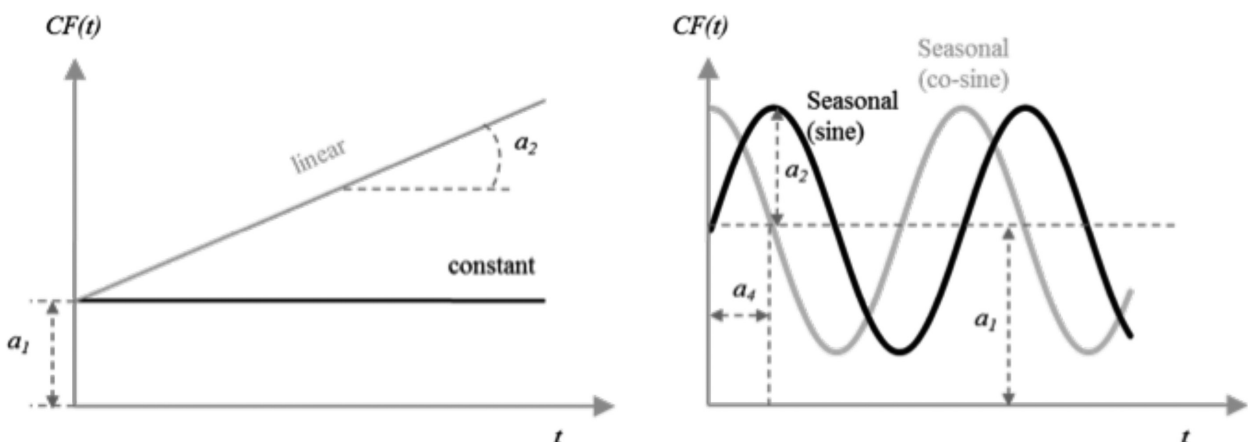 CF(t)
linear
a2
constant
a1
t
CF(t)
Seasonal
(co-sine)
Seasonal
(sine)
a2
a4
a1
t